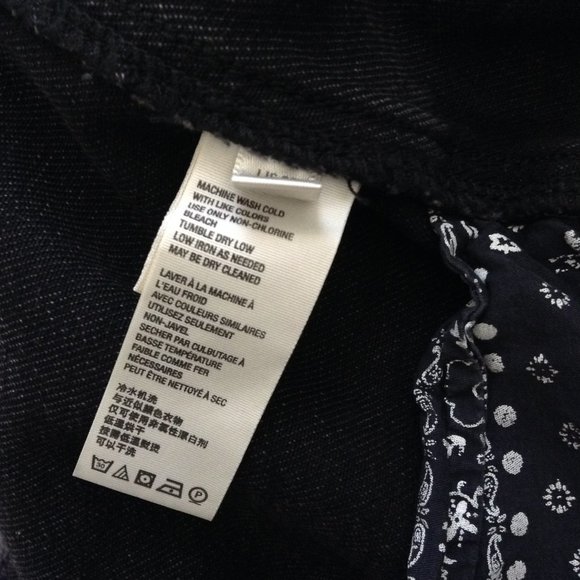 MACHINE WASH COLD
WITH LIKE COLORS
USE ONLY NON-CHLORINE
BLEACH
TUMBLE DRY LOW
LOW IRON AS NEEDED
MAY BE DRY CLEANED
LAVER À LA MACHINE À
L'EAU FROID
AVEC COULEURS SIMILAIRES
UTILISEZ SEULEMENT
NON-JAVEL
SECHER PAR CULBUTAGE À
BASSE TEMPÉRATURE
FAIBLE COMME FER
NÉCESSAIRES
PEUT ÊTRE NETTOYÉ À SEC
冷水机洗
与近似颜色衣物
仅可使用非氯性漂白剂
低温烘干
按需低温熨烫
可以干洗
30
P